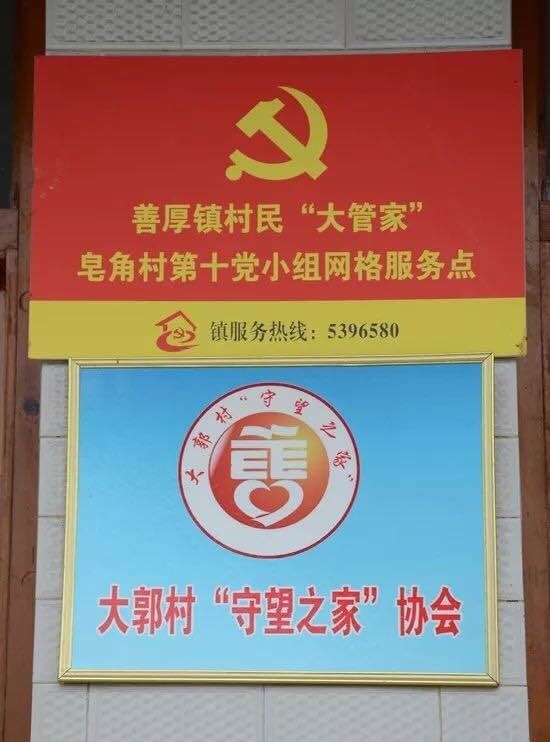 善厚镇村民“大管家”
皂角村第十党小组网格服务点
镇服务热线：5396580
大郭村“守望之家”
大郭村“守望之家”协会